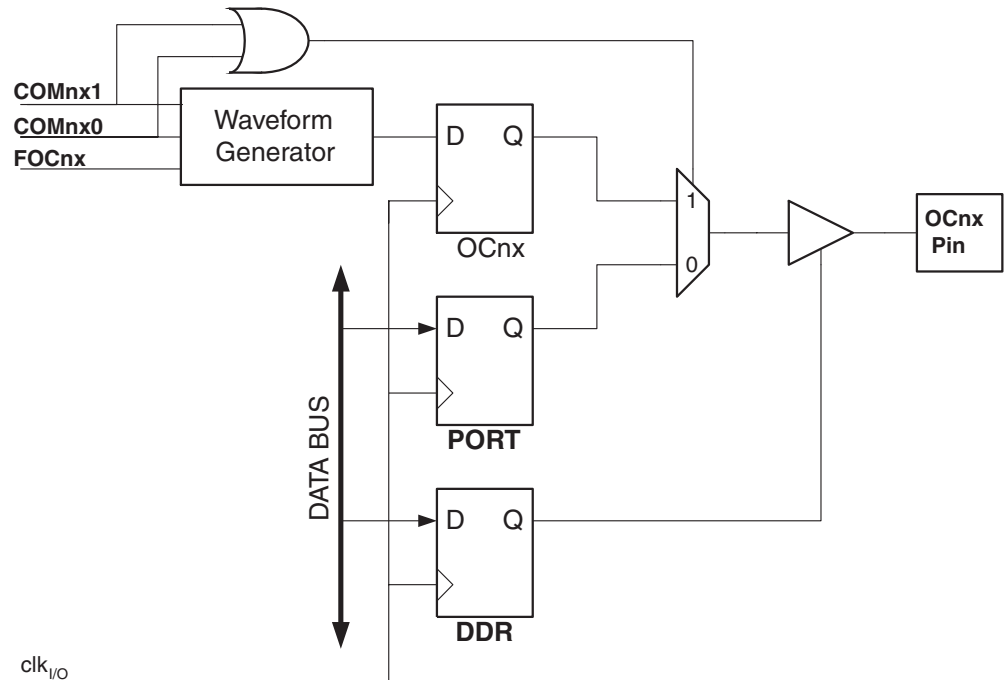 COMnx1
COMnx0
FOCnx
Waveform
Generator
D Q
OCnx
1
0
OCnx
Pin
D Q
PORT
DATA BUS
D Q
DDR
clkI/O